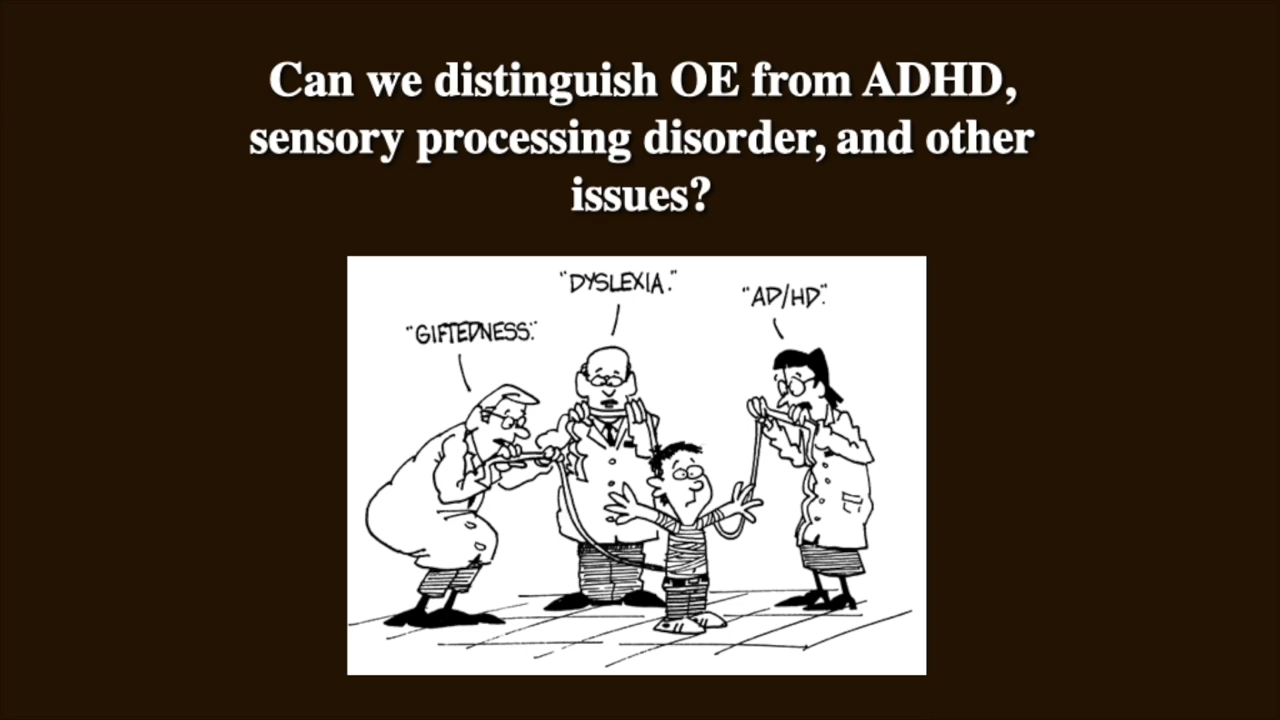 Can we distinguish OE from ADHD,
sensory processing disorder, and other
issues?
"DYSLEXIA."
"AD/HD."
"GIFTEDNESS."